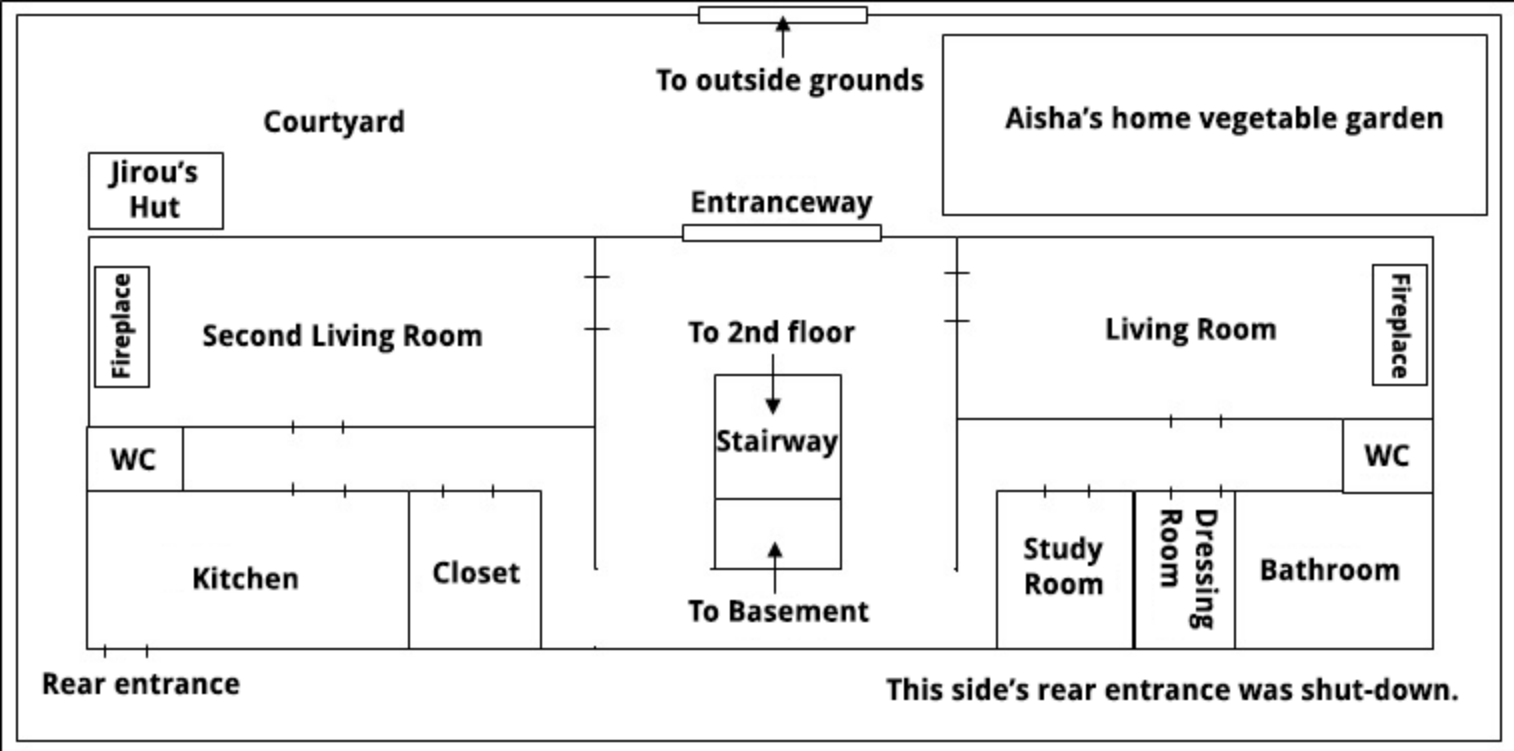 To outside grounds
Courtyard
Aisha's home vegetable garden
Jirou's
Hut
Entranceway
Fireplace
Second Living Room
To 2nd floor
Living Room
Fireplace
Stairway
WC
WC
Kitchen
Closet
Study
Room
Dressing
Room
Bathroom
To Basement
Rear entrance
This side's rear entrance was shut-down.